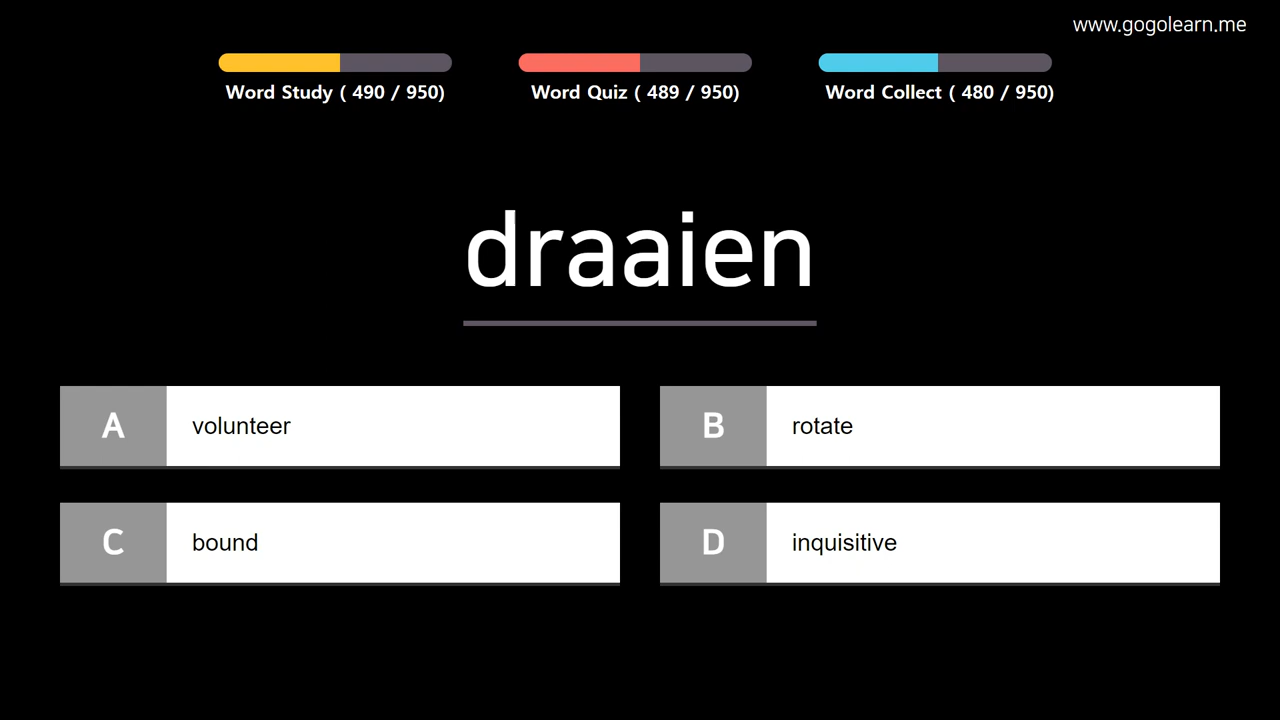 www.gogolearn.me
Word Study ( 490 / 950)
Word Quiz ( 489 / 950)
Word Collect ( 480 / 950)
draaien
A volunteer
B rotate
C bound
D inquisitive